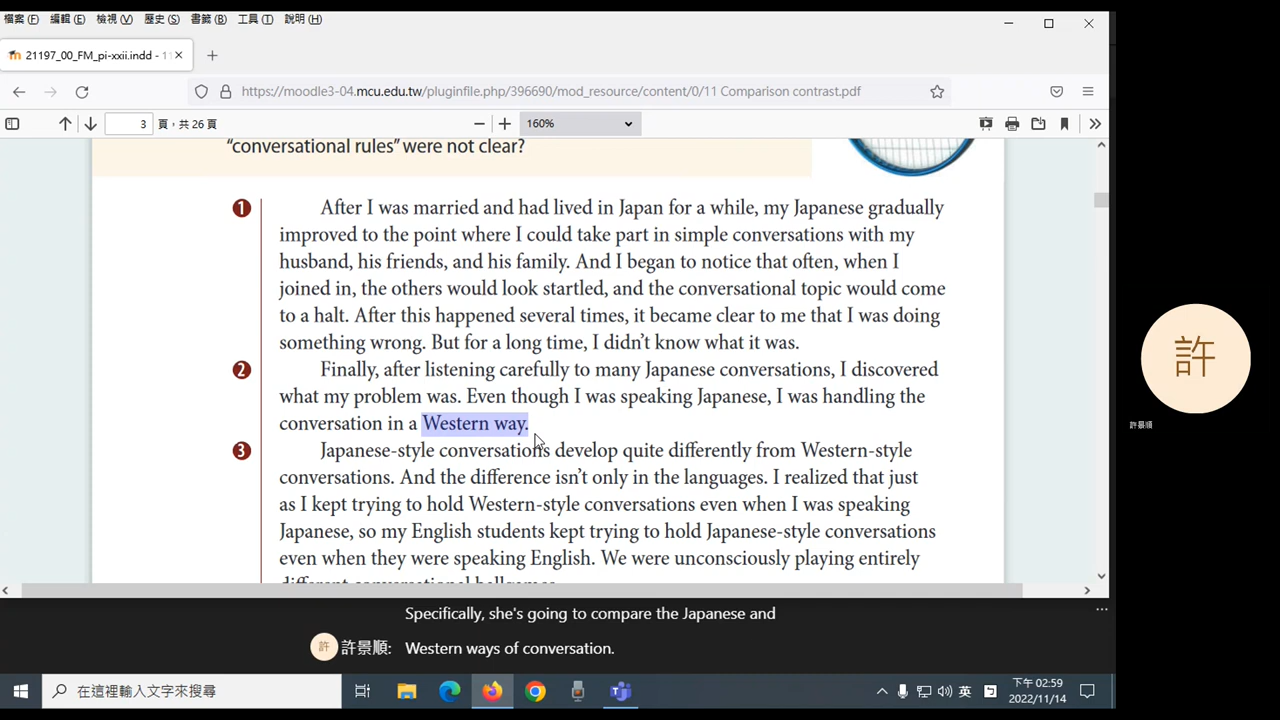 檔案(F) 編輯(E) 檢視(V) 歷史(S) 書籤(B) 工具(T) 說明(H)
21197_00_FM_pi-xxii.indd - 11
https://moodle3-04.mcu.edu.tw/pluginfile.php/396690/mod_resource/content/0/11 Comparison contrast.pdf
3 頁，共 26 頁
160%
“conversational rules” were not clear?
1 After I was married and had lived in Japan for a while, my Japanese gradually
improved to the point where I could take part in simple conversations with my
husband, his friends, and his family. And I began to notice that often, when I
joined in, the others would look startled, and the conversational topic would come
to a halt. After this happened several times, it became clear to me that I was doing
something wrong. But for a long time, I didn’t know what it was.
2 Finally, after listening carefully to many Japanese conversations, I discovered
what my problem was. Even though I was speaking Japanese, I was handling the
conversation in a Western way.
3 Japanese-style conversations develop quite differently from Western-style
conversations. And the difference isn’t only in the languages. I realized that just
as I kept trying to hold Western-style conversations even when I was speaking
Japanese, so my English students kept trying to hold Japanese-style conversations
even when they were speaking English. We were unconsciously playing entirely
different conversational ballgames.
許
許景順
Specifically, she's going to compare the Japanese and
許 許景順: Western ways of conversation.
在這裡輸入文字來搜尋
英
下午 02:59
2022/11/14